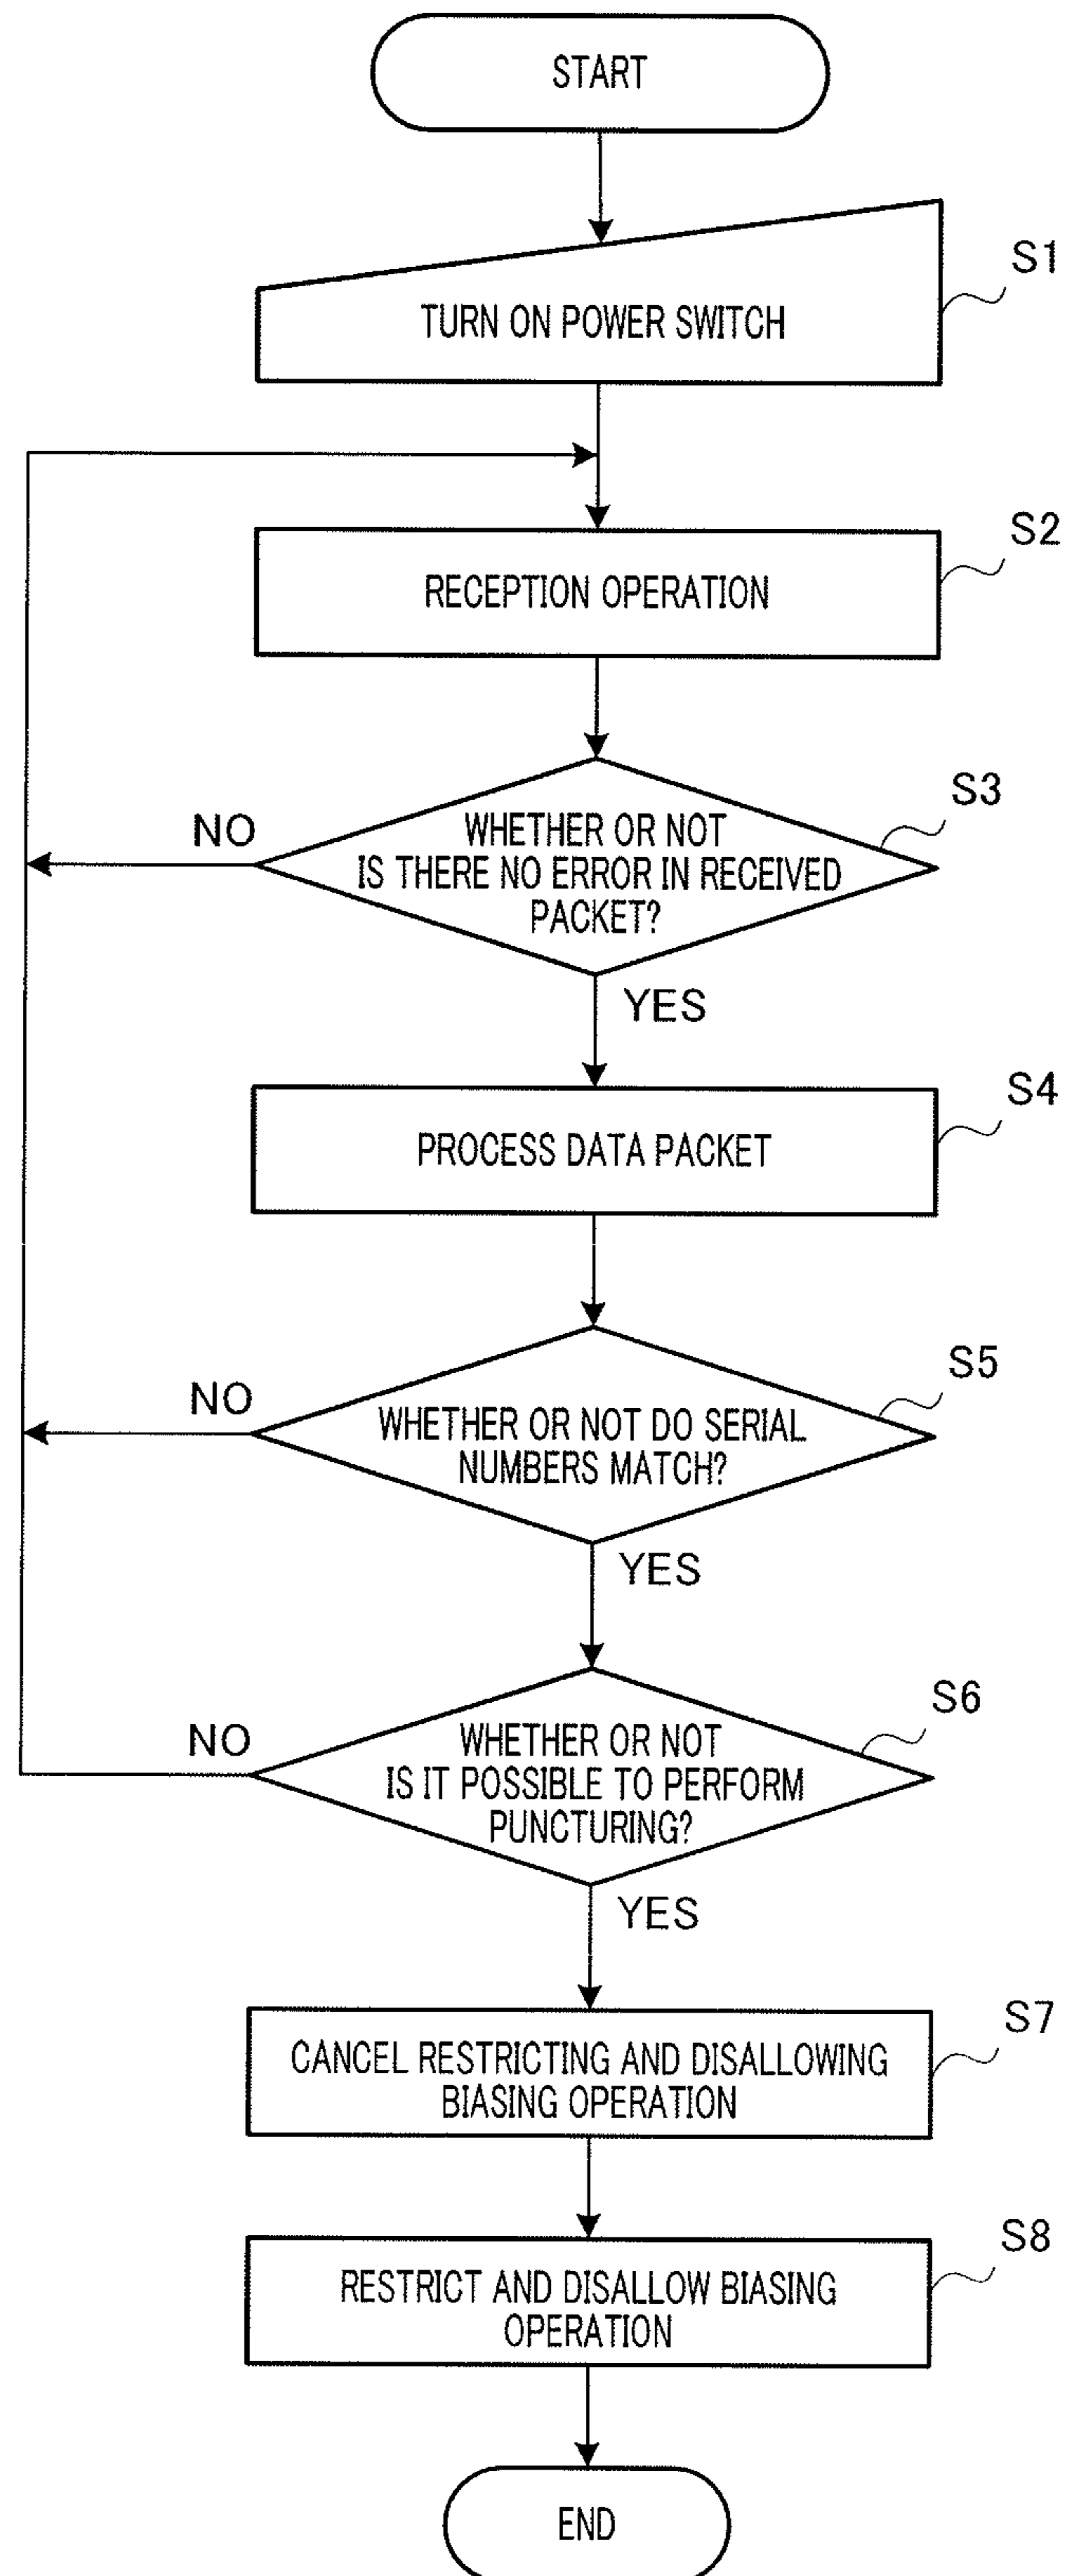 START
TURN ON POWER SWITCH
S1
RECEPTION OPERATION
S2
WHETHER OR NOT
IS THERE NO ERROR IN RECEIVED
PACKET?
S3
NO
YES
PROCESS DATA PACKET
S4
WHETHER OR NOT DO SERIAL
NUMBERS MATCH?
S5
NO
YES
WHETHER OR NOT
IS IT POSSIBLE TO PERFORM
PUNCTURING?
S6
NO
YES
CANCEL RESTRICTING AND DISALLOWING
BIASING OPERATION
S7
RESTRICT AND DISALLOW BIASING
OPERATION
S8
END